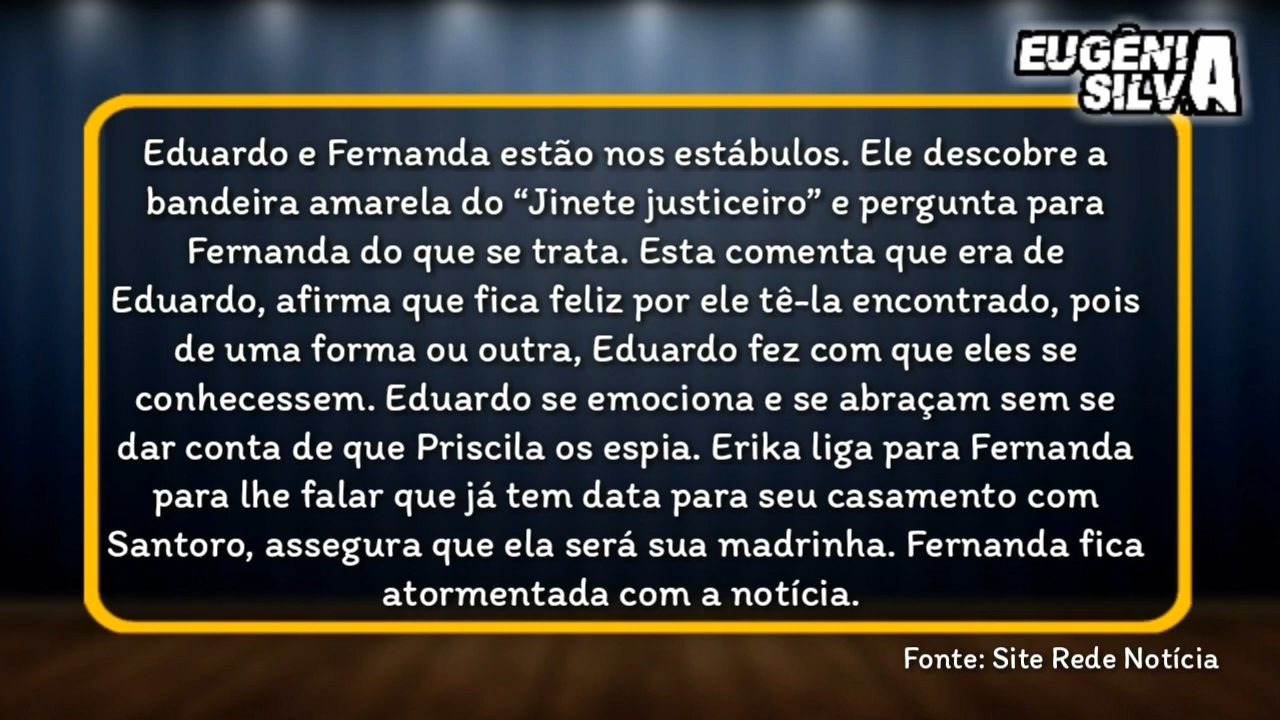 EUGÊNIA
SILVA
Eduardo e Fernanda estão nos estábulos. Ele descobre a
bandeira amarela do “Jinete justiceiro” e pergunta para
Fernanda do que se trata. Esta comenta que era de
Eduardo, afirma que fica feliz por ele tê-la encontrado, pois
de uma forma ou outra, Eduardo fez com que eles se
conhecessem. Eduardo se emociona e se abraçam sem se
dar conta de que Priscila os espia. Erika liga para Fernanda
para lhe falar que já tem data para seu casamento com
Santoro, assegura que ela será sua madrinha. Fernanda fica
atormentada com a notícia.
Fonte: Site Rede Notícia